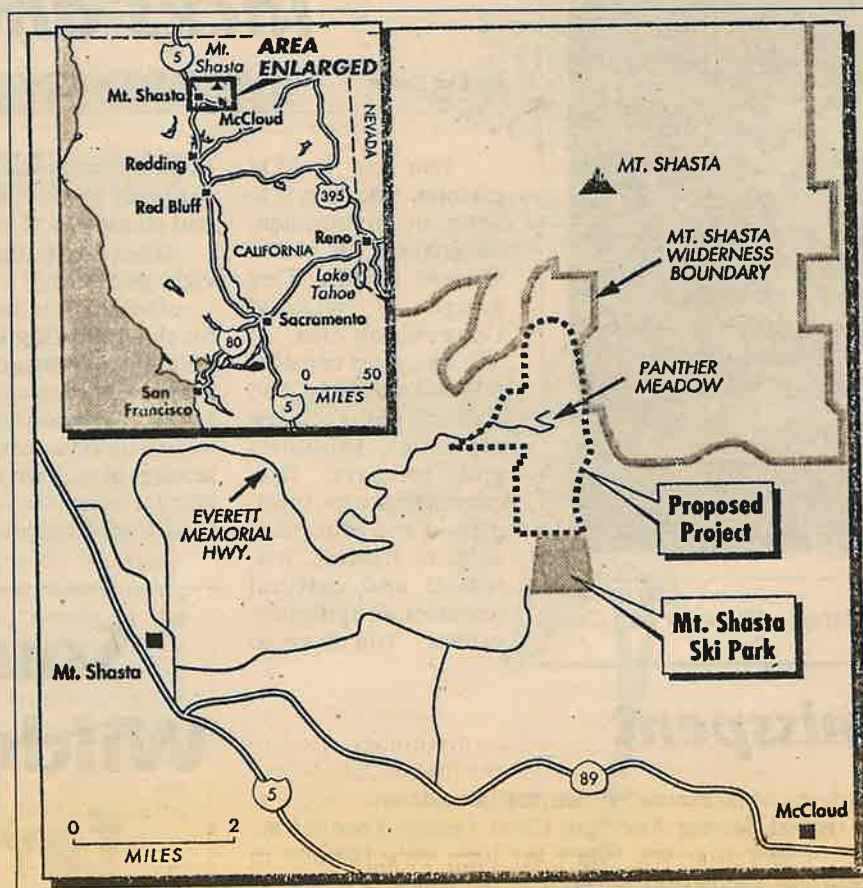 5
Mt.
Shasta
AREA
ENLARGED
Mt. Shasta
McCloud
NEVADA
Redding
Red Bluff
395
CALIFORNIA
Reno
Lake
Tahoe
Sacramento
80
San
Francisco
5
0 50
MILES
MT. SHASTA
MT. SHASTA
WILDERNESS
BOUNDARY
PANTHER
MEADOW
EVERETT
MEMORIAL
HWY.
Proposed
Project
Mt. Shasta
Ski Park
Mt. Shasta
5
89
McCloud
0 2
MILES